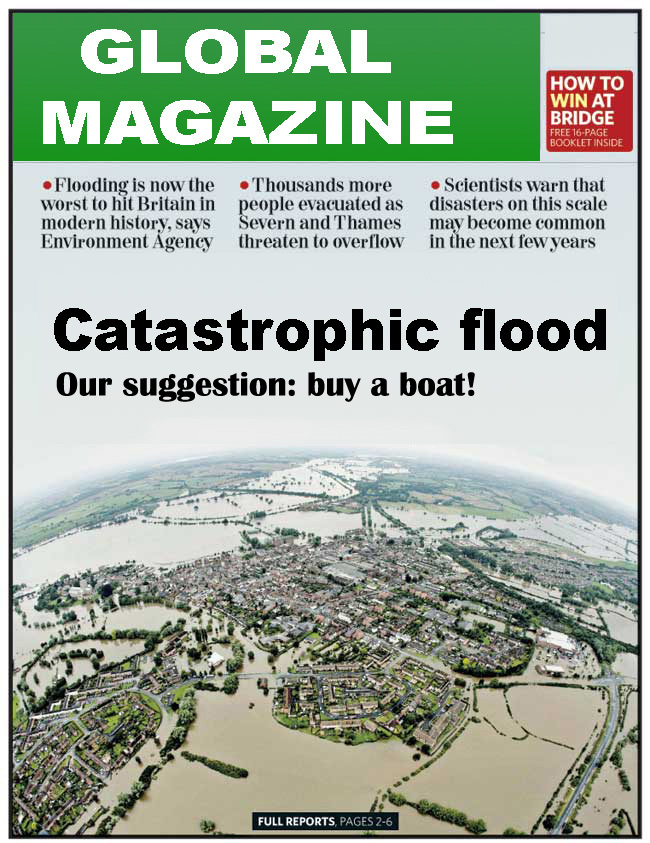 GLOBAL
MAGAZINE
HOW TO
WIN AT
BRIDGE
FREE 16-PAGE
BOOKLET INSIDE
• Flooding is now the
worst to hit Britain in
modern history, says
Environment Agency
• Thousands more
people evacuated as
Severn and Thames
threaten to overflow
• Scientists warn that
disasters on this scale
may become common
in the next few years
Catastrophic flood
Our suggestion: buy a boat!
FULL REPORTS, PAGES 2-6